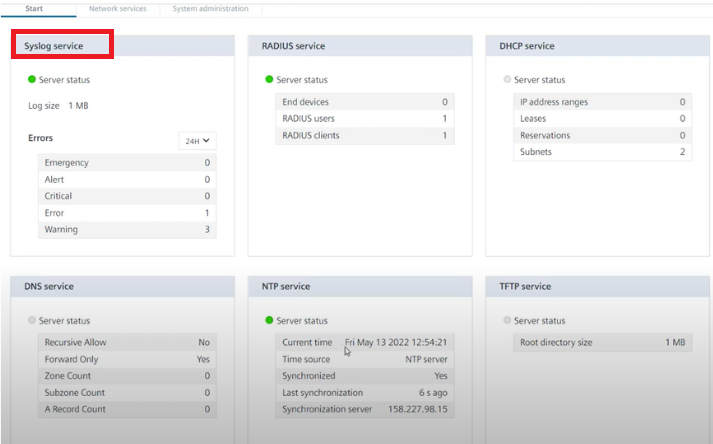 Start Network services System administration
Syslog service
Server status
Log size 1 MB
Errors 24H
Emergency 0
Alert 0
Critical 0
Error 1
Warning 3
RADIUS service
Server status
End devices 0
RADIUS users 1
RADIUS clients 1
DHCP service
Server status
IP address ranges 0
Leases 0
Reservations 0
Subnets 2
DNS service
Server status
Recursive Allow No
Forward Only Yes
Zone Count 0
Subzone Count 0
A Record Count 0
NTP service
Server status
Current time Fri May 13 2022 12:54:21
Time source NTP server
Synchronized Yes
Last synchronization 6 s ago
Synchronization server 158.227.98.15
TFTP service
Server status
Root directory size 1 MB